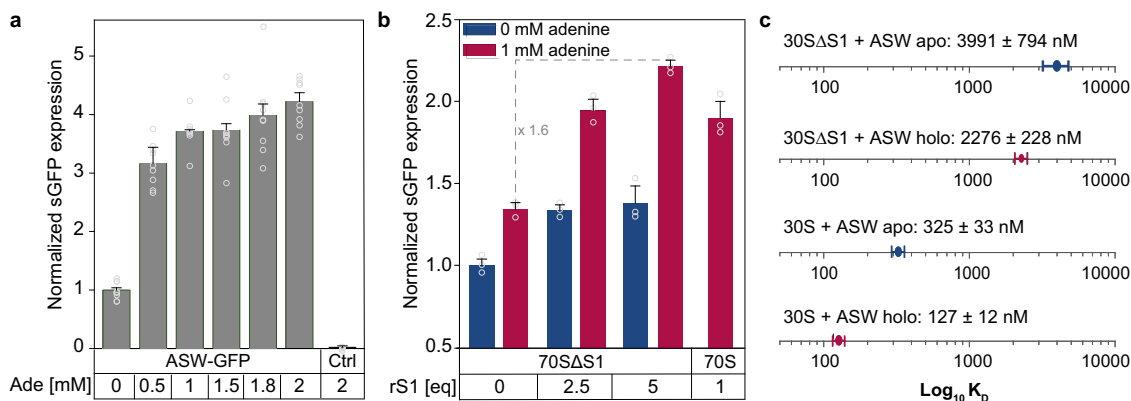 a
Normalized sGFP expression
5
4
3
2
1
0
ASW-GFP Ctrl
Ade [mM] 0 0.5 1 1.5 1.8 2 2
b
Normalized sGFP expression
2.5
2.0
1.5
1.0
0.5
0 mM adenine
1 mM adenine
x 1.6
70SΔS1 70S
rS1 [eq] 0 2.5 5 1
c
30SΔS1 + ASW apo: 3991 ± 794 nM
100 1000 10000
30SΔS1 + ASW holo: 2276 ± 228 nM
100 1000 10000
30S + ASW apo: 325 ± 33 nM
100 1000 10000
30S + ASW holo: 127 ± 12 nM
100 1000 10000
Log₁₀ K_D